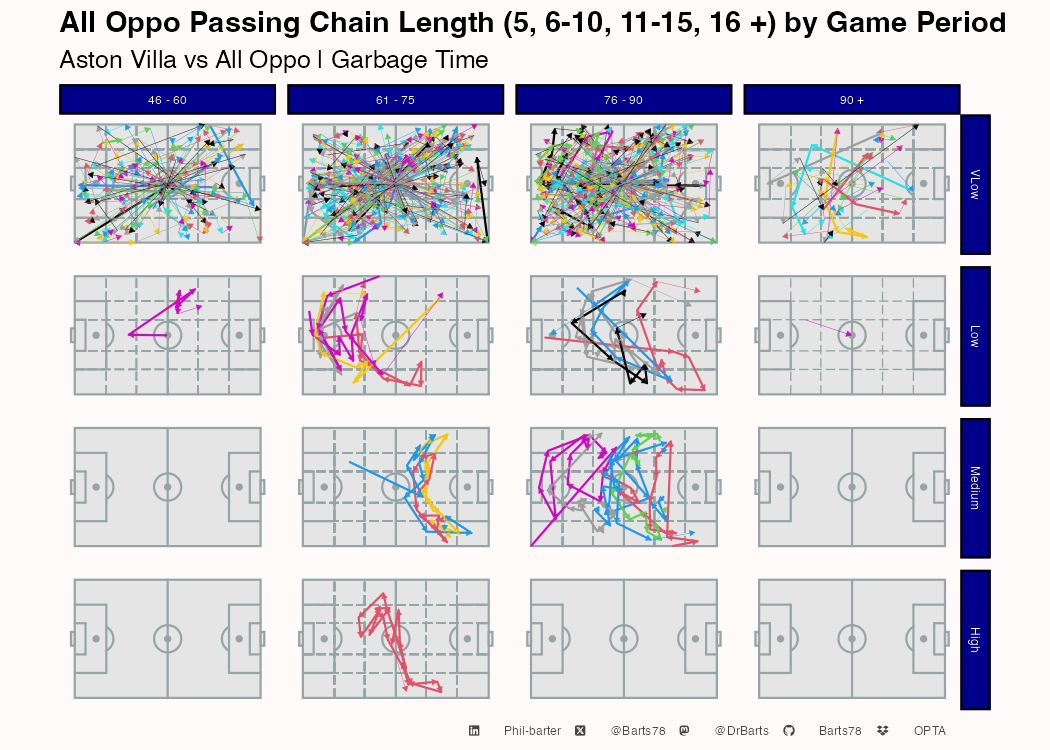 All Oppo Passing Chain Length (5, 6-10, 11-15, 16 +) by Game Period
Aston Villa vs All Oppo | Garbage Time
46 - 60
61 - 75
76 - 90
90 +
VLow
Low
Medium
High
Phil-barter @Barts78 @DrBarts Barts78 OPTA